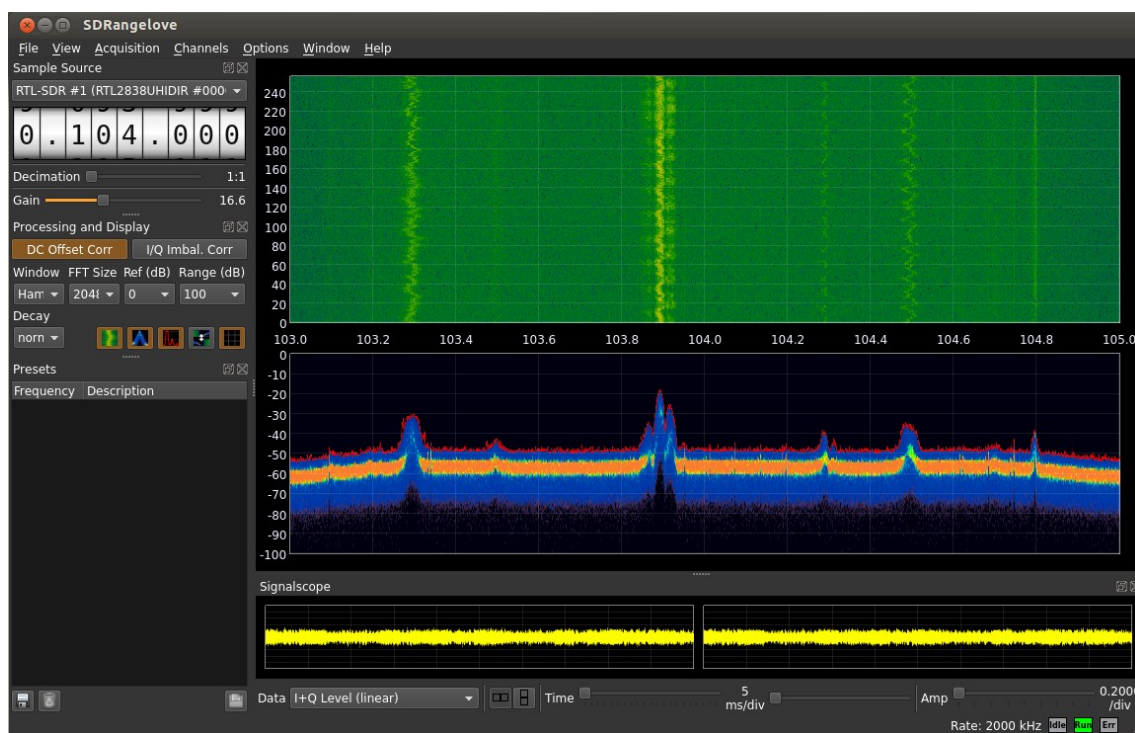 SDRangelove
File View Acquisition Channels Options Window Help
Sample Source
RTL-SDR #1 (RTL2838UHIDIR #000
0.104.000
Decimation 1:1
Gain 16.6
Processing and Display
DC Offset Corr I/Q Imbal. Corr
Window FFT Size Ref (dB) Range (dB)
Ham 2048 0 100
Decay
norn
Presets
Frequency Description
240
220
200
180
160
140
120
100
80
60
40
20
0
103.0 103.2 103.4 103.6 103.8 104.0 104.2 104.4 104.6 104.8 105.0
0
-10
-20
-30
-40
-50
-60
-70
-80
-90
-100
Signalscope
Data I+Q Level (linear) Time 5 ms/div Amp 0.2000 /div
Rate: 2000 kHz Idle Run Err